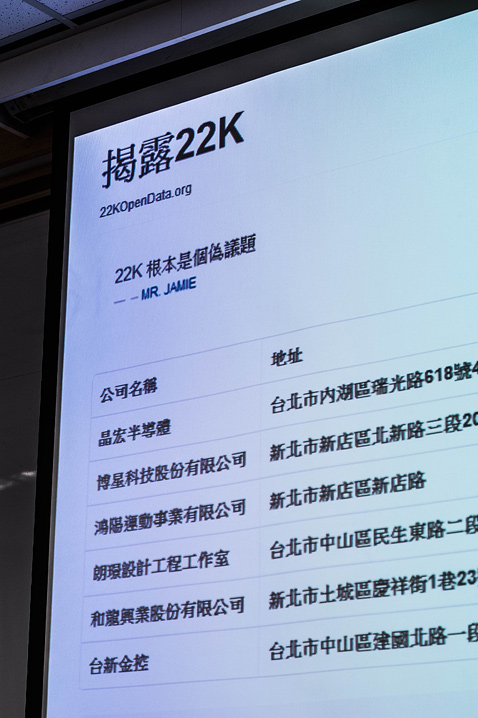 揭露22K
22KOpenData.org
22K 根本是個偽議題
— – MR. JAMIE
公司名稱 地址
晶宏半導體 台北市內湖區瑞光路618號4
博星科技股份有限公司 新北市新店區北新路三段20
鴻陽運動事業有限公司 新北市新店區新店路
朗璟設計工程工作室 台北市中山區民生東路二段
和龍興業股份有限公司 新北市土城區慶祥街1巷23
台新金控 台北市中山區建國北路一段